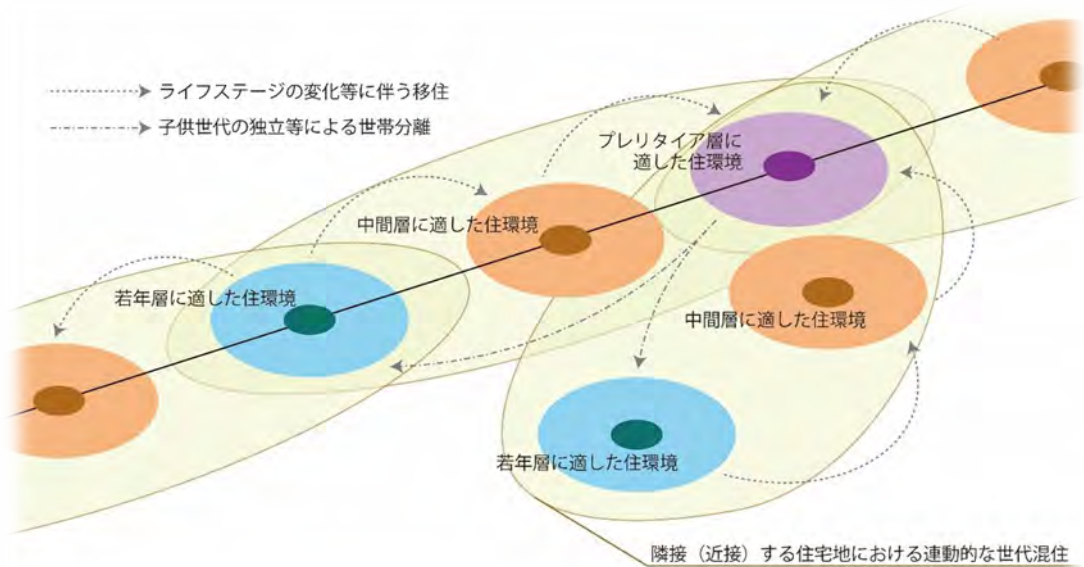 ライフステージの変化等に伴う移住
子供世代の独立等による世帯分離
プレリタイア層に
適した住環境
中間層に適した住環境
若年層に適した住環境
中間層に適した住環境
若年層に適した住環境
隣接（近接）する住宅地における連動的な世代混住